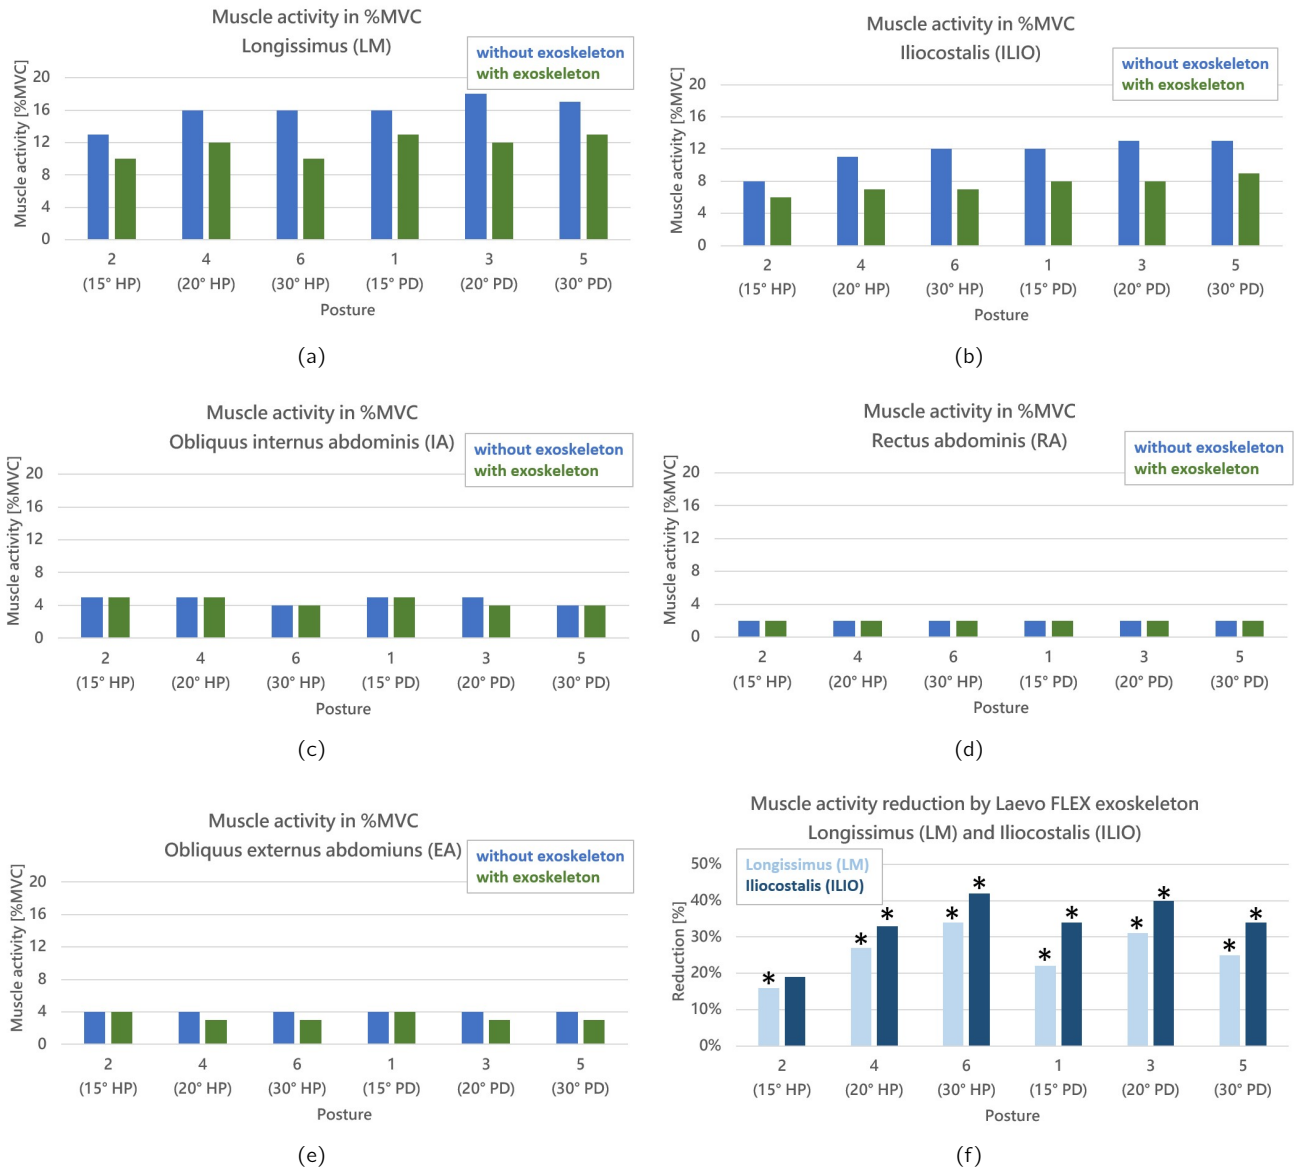 Muscle activity in %MVC
Longissimus (LM)
without exoskeleton
with exoskeleton
Muscle activity [%MVC]
20
16
12
8
4
0
2 4 6 1 3 5
(15° HP) (20° HP) (30° HP) (15° PD) (20° PD) (30° PD)
Posture
(a)
Muscle activity in %MVC
Iliocostalis (ILIO)
without exoskeleton
with exoskeleton
Muscle activity [%MVC]
20
16
12
8
4
0
2 4 6 1 3 5
(15° HP) (20° HP) (30° HP) (15° PD) (20° PD) (30° PD)
Posture
(b)
Muscle activity in %MVC
Obliquus internus abdominis (IA)
without exoskeleton
with exoskeleton
Muscle activity [%MVC]
20
16
12
8
4
0
2 4 6 1 3 5
(15° HP) (20° HP) (30° HP) (15° PD) (20° PD) (30° PD)
Posture
(c)
Muscle activity in %MVC
Rectus abdominis (RA)
without exoskeleton
with exoskeleton
Muscle activity [%MVC]
20
16
12
8
4
0
2 4 6 1 3 5
(15° HP) (20° HP) (30° HP) (15° PD) (20° PD) (30° PD)
Posture
(d)
Muscle activity in %MVC
Obliquus externus abdomiuns (EA)
without exoskeleton
with exoskeleton
Muscle activity [%MVC]
20
16
12
8
4
0
2 4 6 1 3 5
(15° HP) (20° HP) (30° HP) (15° PD) (20° PD) (30° PD)
Posture
(e)
Muscle activity reduction by Laevo FLEX exoskeleton
Longissimus (LM) and Iliocostalis (ILIO)
Longissimus (LM)
Iliocostalis (ILIO)
Reduction [%]
50%
40%
30%
20%
10%
0%
* * * * * * * * * * *
2 4 6 1 3 5
(15° HP) (20° HP) (30° HP) (15° PD) (20° PD) (30° PD)
Posture
(f)